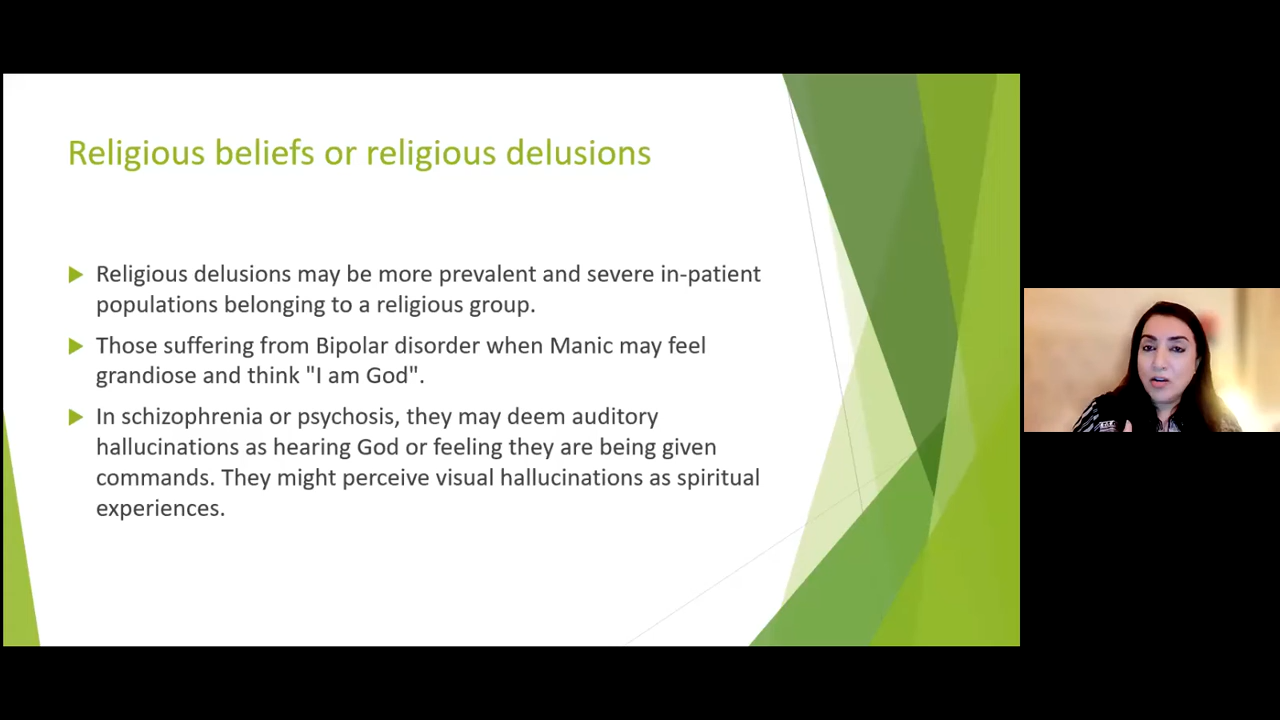 Religious beliefs or religious delusions
Religious delusions may be more prevalent and severe in-patient
populations belonging to a religious group.
Those suffering from Bipolar disorder when Manic may feel
grandiose and think "I am God".
In schizophrenia or psychosis, they may deem auditory
hallucinations as hearing God or feeling they are being given
commands. They might perceive visual hallucinations as spiritual
experiences.